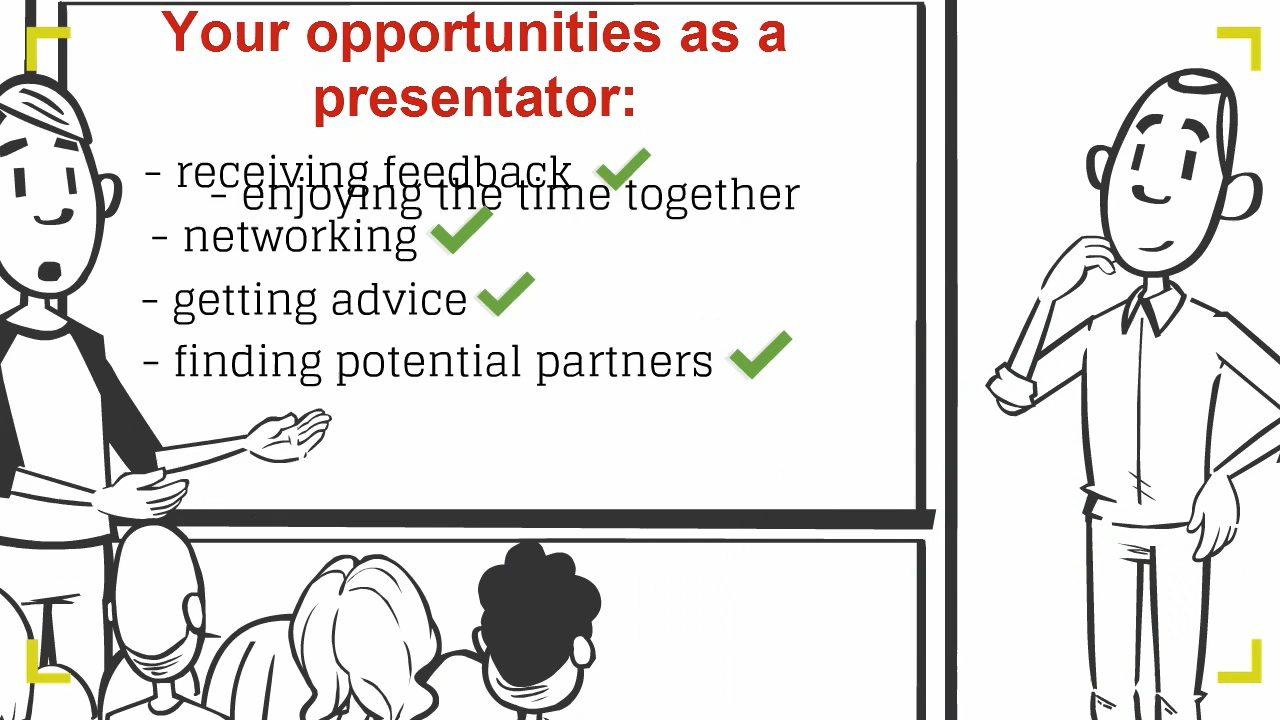 Your opportunities as a
presentator:
- receiving feedback
- enjoying the time together
- networking
- getting advice
- finding potential partners